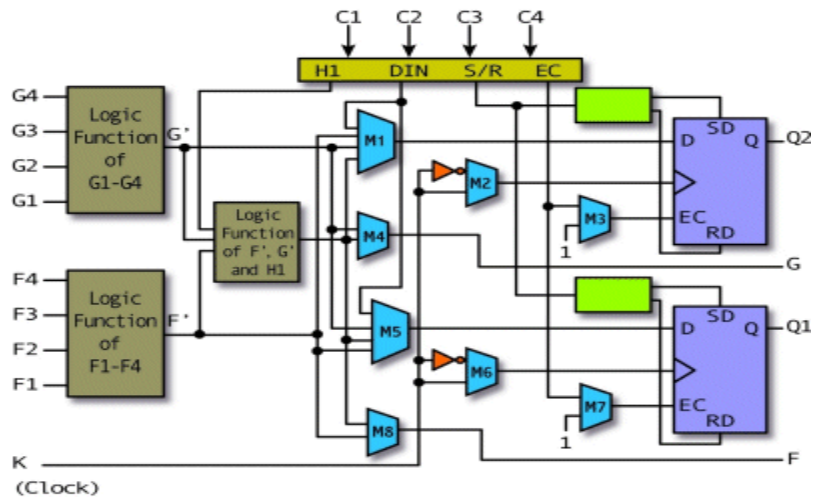 C1 C2 C3 C4
H1 DIN S/R EC
G4
G3
G2
G1
Logic
Function
of
G1-G4
G'
M1
M2
M3
1
SD
D Q
EC
RD
Q2
Logic
Function
of F', G'
and H1
M4
G
F4
F3
F2
F1
Logic
Function
of
F1-F4
F'
M5
M6
M7
1
SD
D Q
EC
RD
Q1
M8
F
K
(Clock)